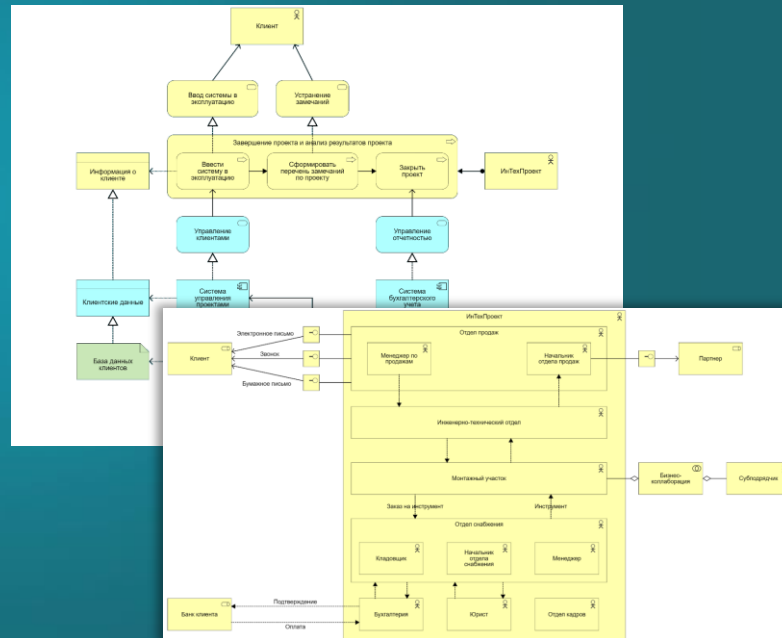 Клиент
Ввод системы в
эксплуатацию
Устранение
замечаний
Завершение проекта и анализ результатов проекта
Информация о
клиенте
Ввести
систему в
эксплуатацию
Сформировать
перечень замечаний
по проекту
Закрыть
проект
ИнТехПроект
Управление
клиентами
Управление
отчетностью
Клиентские данные
Система
управления
проектами
Система
бухгалтерского
учета
База данных
клиентов
ИнТехПроект
Отдел продаж
Электронное письмо
Клиент
Звонок
Бумажное письмо
Менеджер по
продажам
Начальник
отдела продаж
Партнер
Инженерно-технический отдел
Монтажный участок
Бизнес-
коллаборация
Субподрядчик
Заказ на инструмент
Инструмент
Отдел снабжения
Кладовщик
Начальник
отдела
снабжения
Менеджер
Банк клиента
Подтверждение
Оплата
Бухгалтерия
Юрист
Отдел кадров